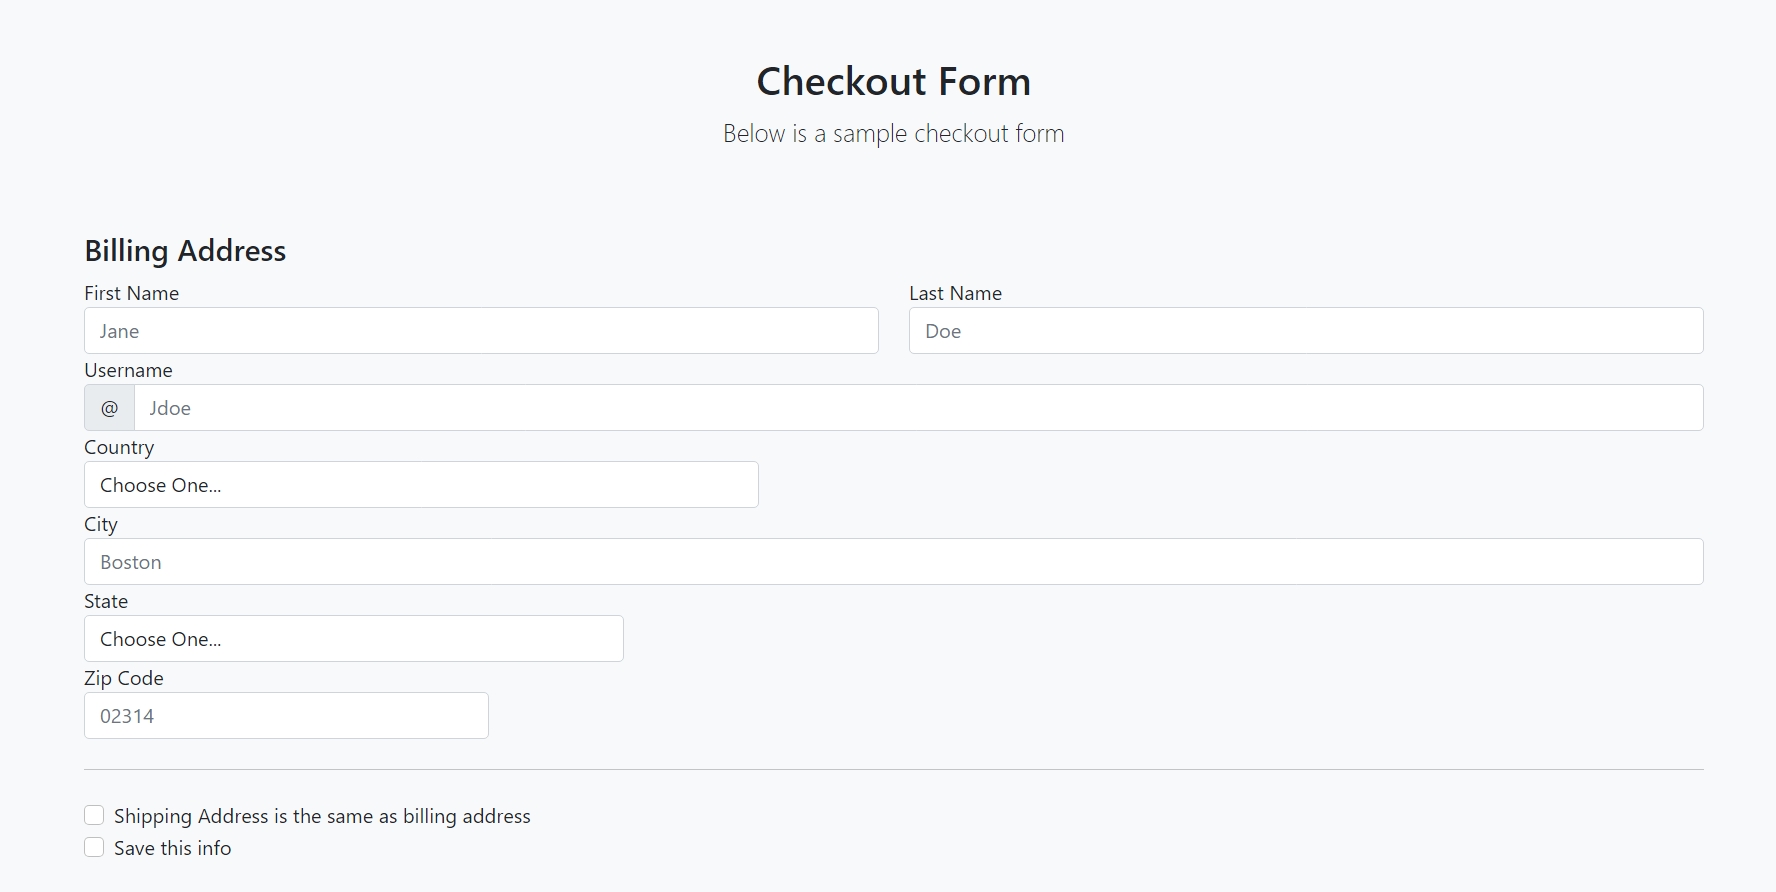 Checkout Form
Below is a sample checkout form
Billing Address
First Name
Last Name
Jane
Doe
Username
@ Jdoe
Country
Choose One...
City
Boston
State
Choose One...
Zip Code
02314
Shipping Address is the same as billing address
Save this info